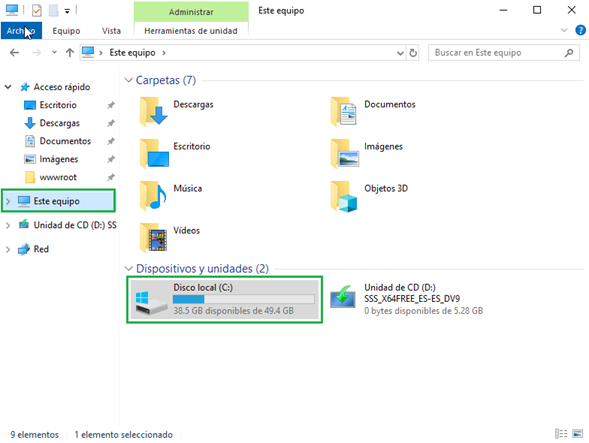 Administrar
Este equipo
Archivo
Equipo
Vista
Herramientas de unidad
Este equipo
Buscar en Este equipo
Acceso rápido
Escritorio
Descargas
Documentos
Imágenes
wwwroot
Este equipo
Unidad de CD (D:) SS
Red
Carpetas (7)
Descargas
Documentos
Escritorio
Imágenes
Música
Objetos 3D
Vídeos
Dispositivos y unidades (2)
Disco local (C:)
38.5 GB disponibles de 49.4 GB
Unidad de CD (D:)
SSS_X64FREE_ES-ES_DV9
0 bytes disponibles de 5.28 GB
9 elementos
1 elemento seleccionado